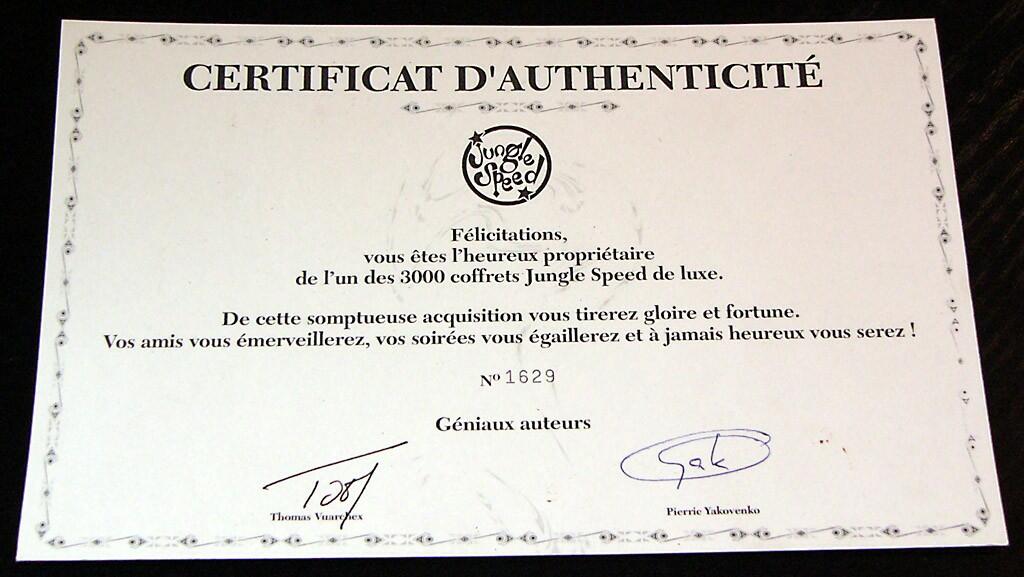 CERTIFICAT D'AUTHENTICITÉ
Jungle
Speed
Félicitations,
vous êtes l'heureux propriétaire
de l'un des 3000 coffrets Jungle Speed de luxe.
De cette somptueuse acquisition vous tirerez gloire et fortune.
Vos amis vous émerveillerez, vos soirées vous égaillerez et à jamais heureux vous serez !
Nº 1629
Géniaux auteurs
Thomas Vuarchex
Pierric Yakovenko